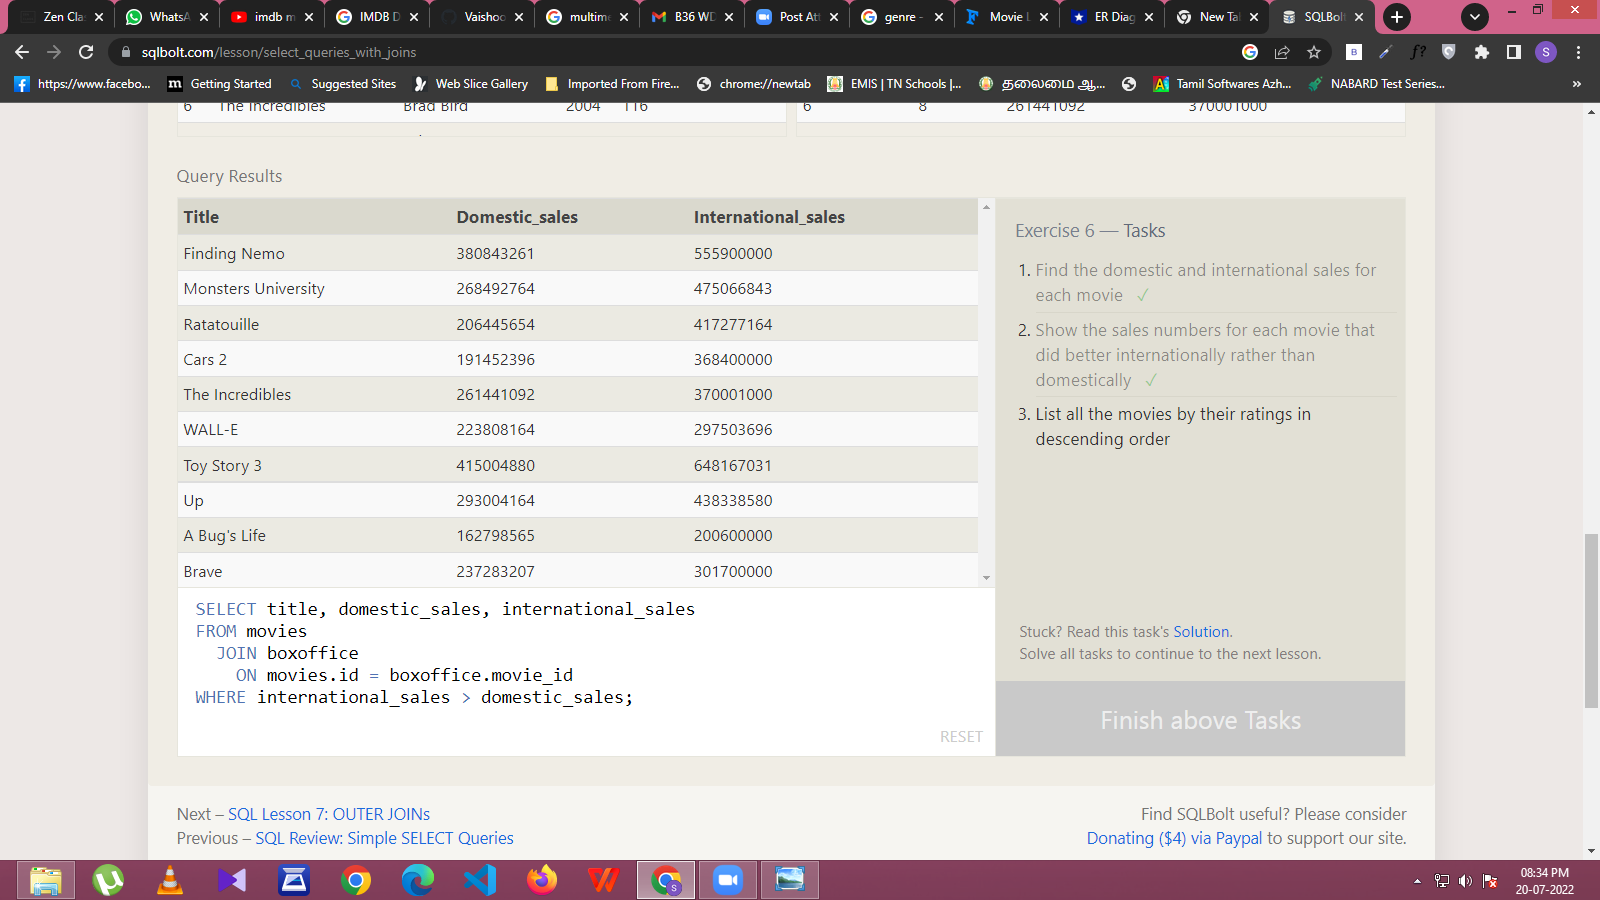 Zen Cla
WhatsA
imdb m
IMDB D
Vaishoo
multime
B36 WD
Post Att
genre -
Movie L
ER Diag
New Tal
SQLBolt
sqlbolt.com/lesson/select_queries_with_joins
B
f?
S
https://www.facebo...
m
Getting Started
Suggested Sites
Web Slice Gallery
Imported From Fire...
chrome://newtab
EMIS | TN Schools |...
தலைமை ஆ...
Tamil Softwares Azh...
NABARD Test Series...
»
6 The Incredibles Brad Bird 2004 116
6 8 261441092 370001000
Query Results
Title Domestic_sales International_sales
Finding Nemo 380843261 555900000
Monsters University 268492764 475066843
Ratatouille 206445654 417277164
Cars 2 191452396 368400000
The Incredibles 261441092 370001000
WALL-E 223808164 297503696
Toy Story 3 415004880 648167031
Up 293004164 438338580
A Bug's Life 162798565 200600000
Brave 237283207 301700000
SELECT title, domestic_sales, international_sales
FROM movies
JOIN boxoffice
ON movies.id = boxoffice.movie_id
WHERE international_sales > domestic_sales;
RESET
Exercise 6 — Tasks
1. Find the domestic and international sales for
each movie ✓
2. Show the sales numbers for each movie that
did better internationally rather than
domestically ✓
3. List all the movies by their ratings in
descending order
Stuck? Read this task's Solution.
Solve all tasks to continue to the next lesson.
Finish above Tasks
Next – SQL Lesson 7: OUTER JOINs
Previous – SQL Review: Simple SELECT Queries
Find SQLBolt useful? Please consider
Donating ($4) via Paypal to support our site.
08:34 PM
20-07-2022